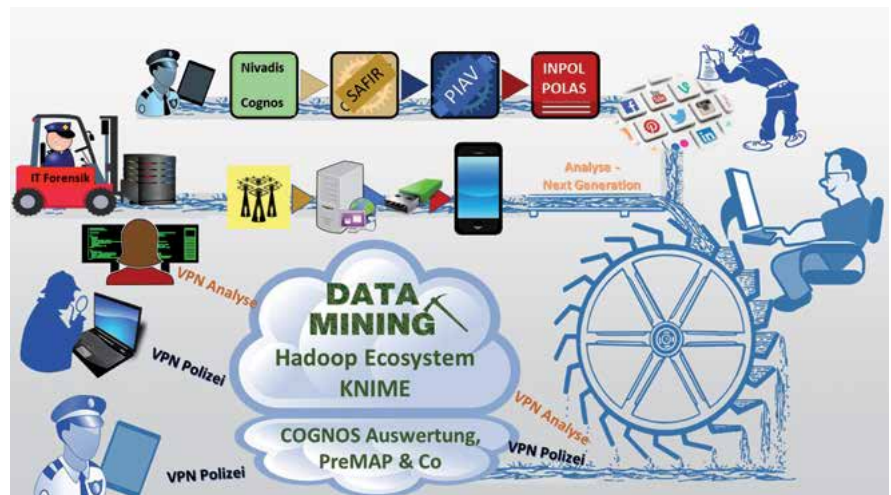 Nivadis
Cognos
SAFIR
PIAV
INPOL
POLAS
IT Forensik
Analyse -
Next Generation
VPN Analyse
VPN Polizei
VPN Polizei
DATA
MINING
Hadoop Ecosystem
KNIME
COGNOS Auswertung,
PreMAP & Co
VPN Analyse
VPN Polizei